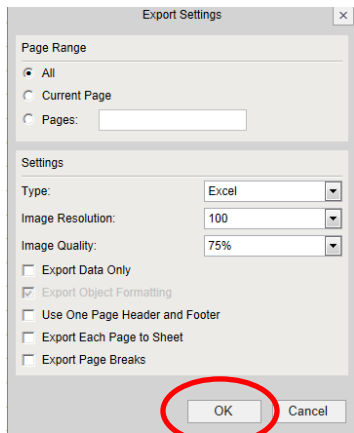 Export Settings
Page Range
All
Current Page
Pages:
Settings
Type: Excel
Image Resolution: 100
Image Quality: 75%
Export Data Only
Export Object Formatting
Use One Page Header and Footer
Export Each Page to Sheet
Export Page Breaks
OK Cancel